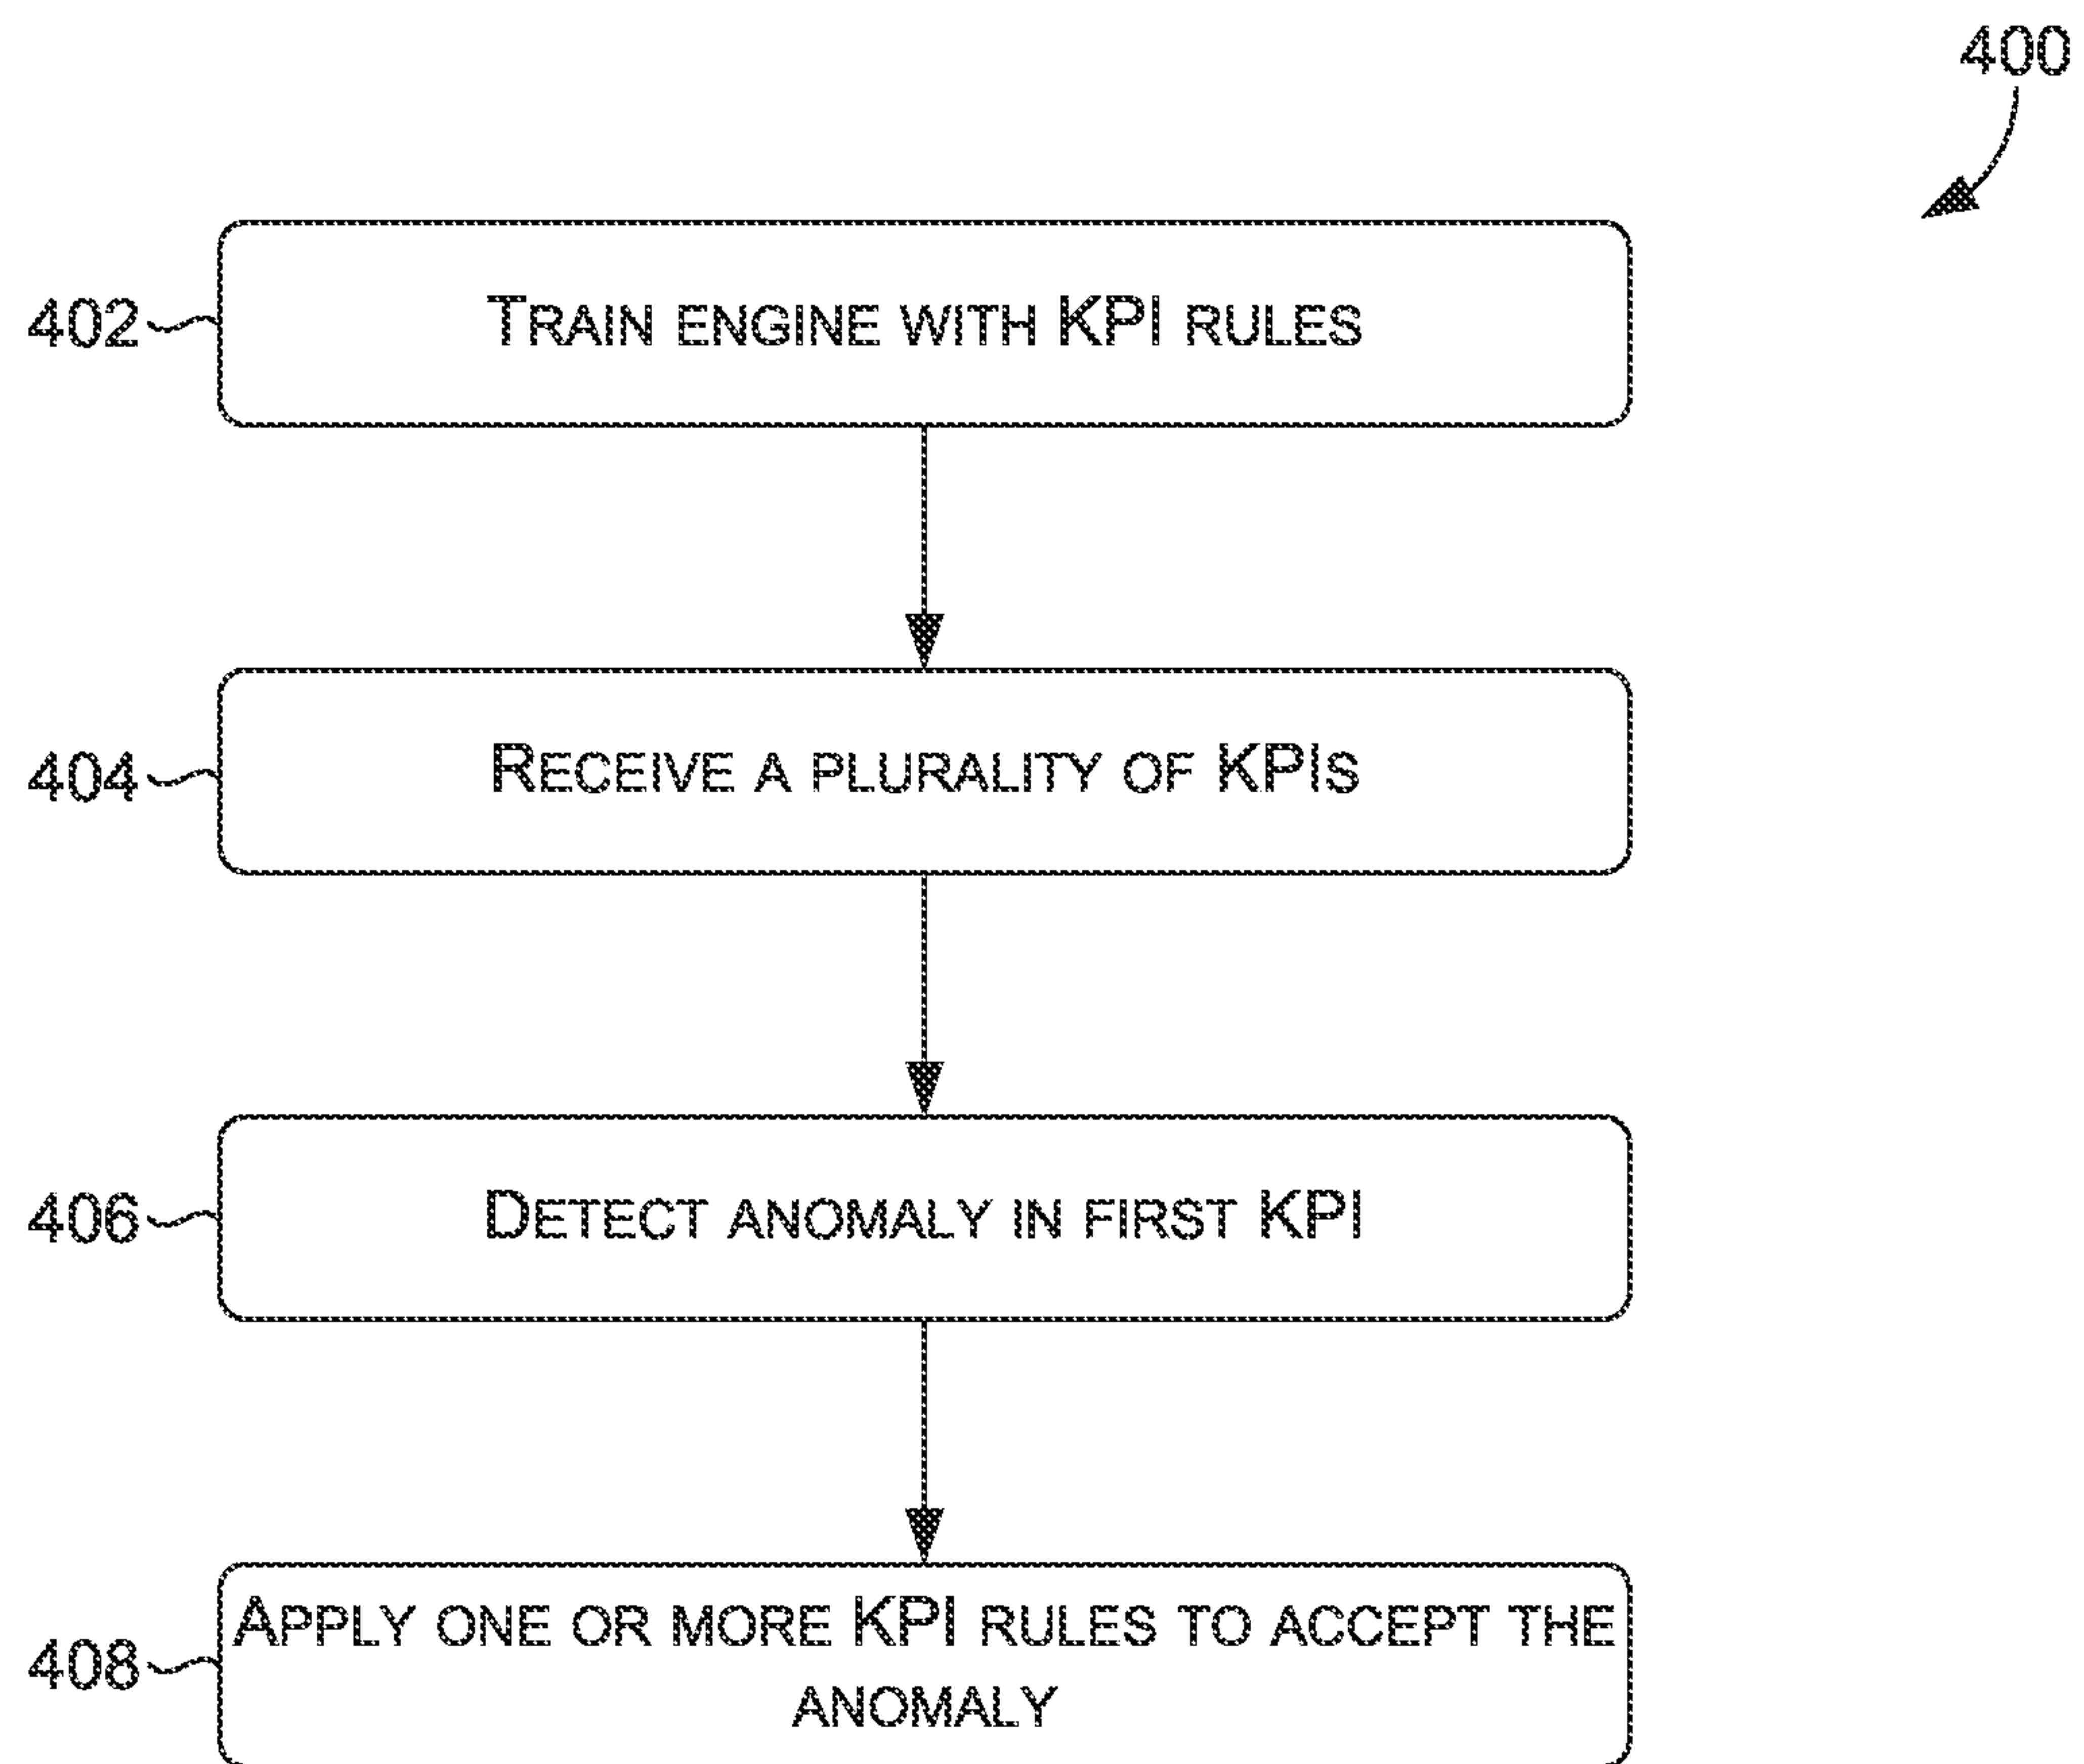 400
402
TRAIN ENGINE WITH KPI RULES
404
RECEIVE A PLURALITY OF KPIS
406
DETECT ANOMALY IN FIRST KPI
408
APPLY ONE OR MORE KPI RULES TO ACCEPT THE
ANOMALY